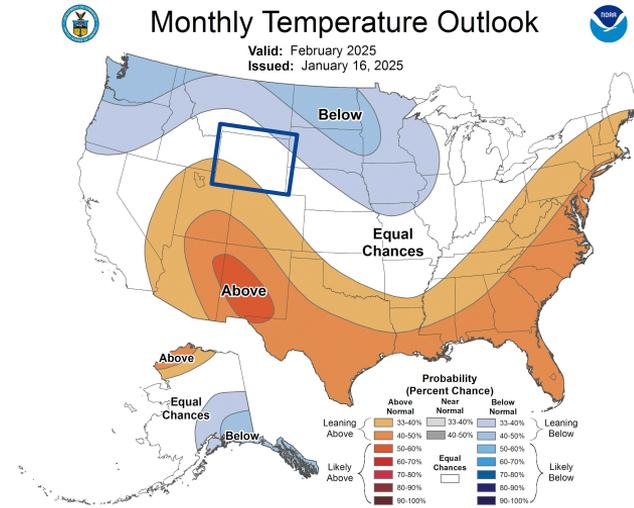 Monthly Temperature Outlook
Valid: February 2025
Issued: January 16, 2025
NOAA
Below
Equal
Chances
Above
Above
Equal
Chances
Below
Probability
(Percent Chance)
Above
Normal
Near
Normal
Below
Normal
Leaning
Above
33-40%
40-50%
33-40%
40-50%
33-40%
40-50%
Leaning
Below
Likely
Above
50-60%
60-70%
70-80%
80-90%
90-100%
Equal
Chances
50-60%
60-70%
70-80%
80-90%
90-100%
Likely
Below